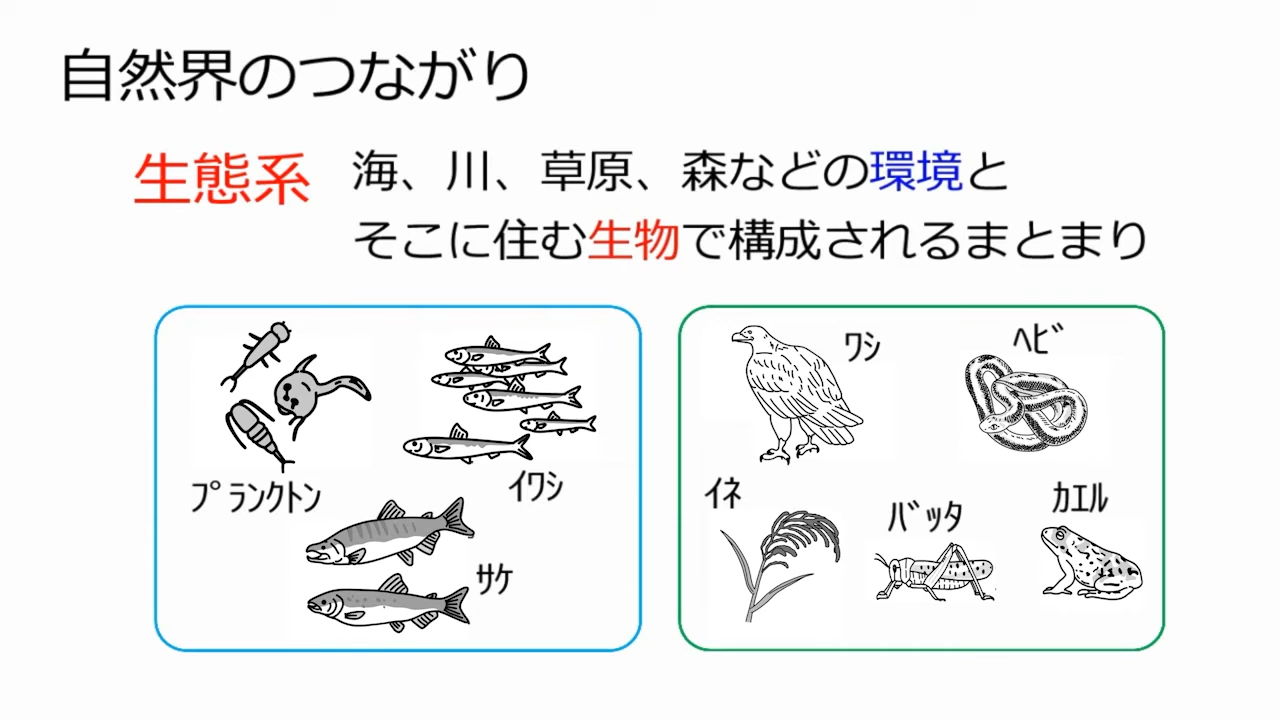 自然界のつながり
生態系
海、川、草原、森などの環境と
そこに住む生物で構成されるまとまり
プランクトン
イワシ
サケ
ワシ
ヘビ
イネ
バッタ
カエル